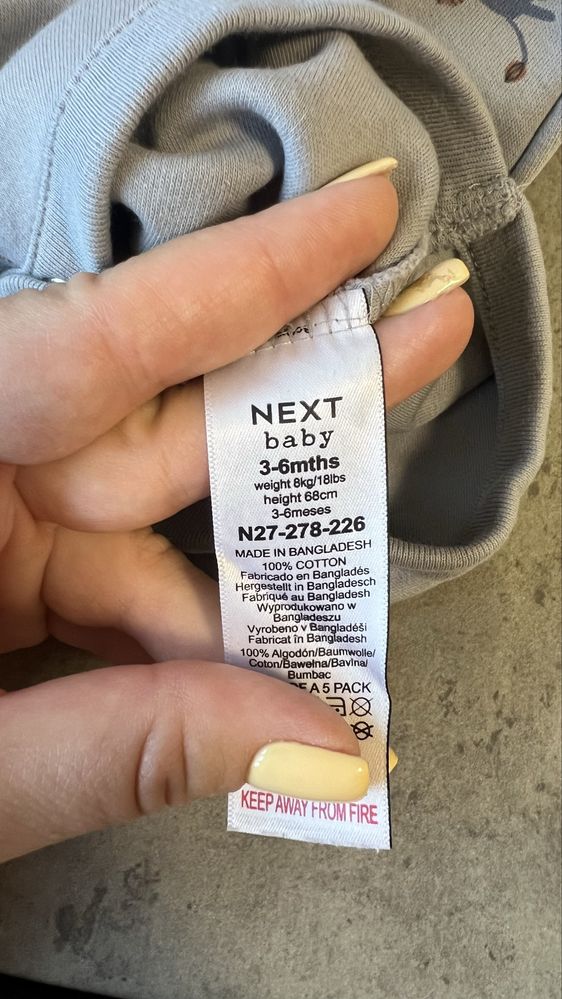 NEXT
baby
3-6mths
weight 8kg/18lbs
height 68cm
3-6meses
N27-278-226
MADE IN BANGLADESH
100% COTTON
Fabricado en Bangladés
Hergestellt in Bangladesch
Fabriqué au Bangladesh
Wyprodukowano w
Bangladeszu
Vyrobeno v Bangladéši
Fabricat în Bangladesh
100% Algodón/Baumwolle/
Coton/Bawełna/Bavlna/
Bumbac
A 5 PACK
KEEP AWAY FROM FIRE